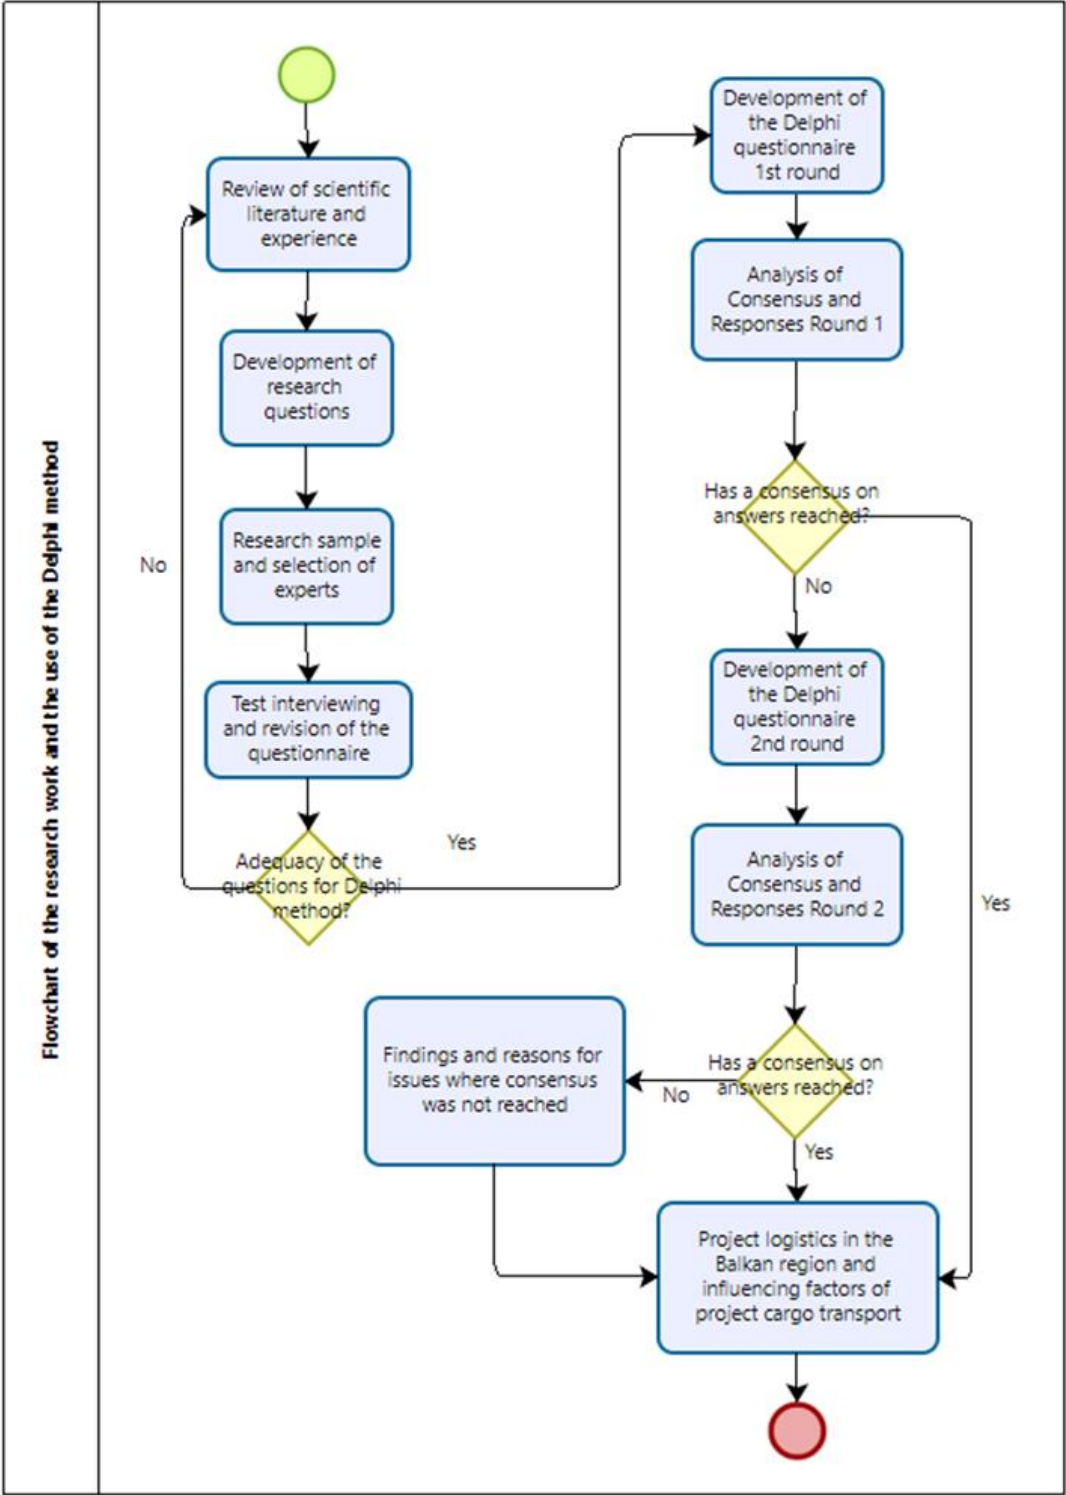 Flowchart of the research work and the use of the Delphi method
Review of scientific
literature and
experience
Development of
research
questions
Research sample
and selection of
experts
No
Test interviewing
and revision of the
questionnaire
Adequacy of the
questions for Delphi
method?
Yes
Development of
the Delphi
questionnaire
1st round
Analysis of
Consensus and
Responses Round 1
Has a consensus on
answers reached?
No
Development of
the Delphi
questionnaire
2nd round
Analysis of
Consensus and
Responses Round 2
Yes
Has a consensus on
answers reached?
No
Findings and reasons for
issues where consensus
was not reached
Yes
Project logistics in the
Balkan region and
influencing factors of
project cargo transport